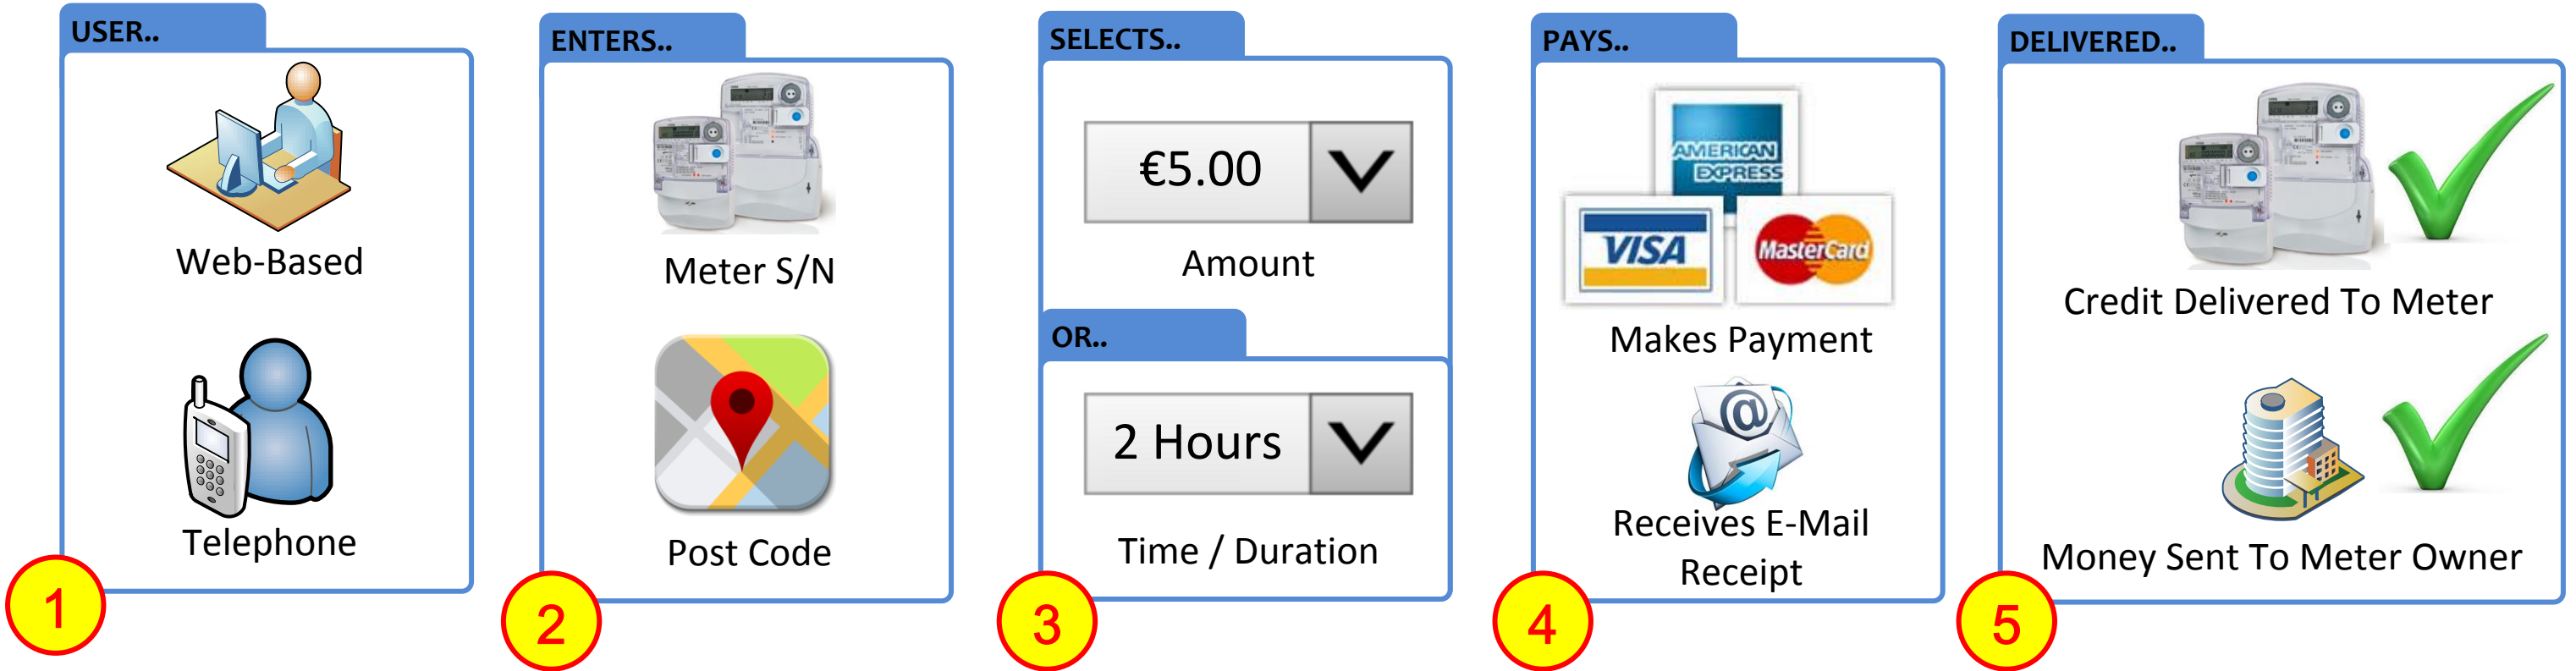 USER..
Web-Based
Telephone
1
ENTERS..
Meter S/N
Post Code
2
SELECTS..
€5.00
Amount
OR..
2 Hours
Time / Duration
3
PAYS..
AMERICAN
EXPRESS
VISA
MasterCard
Makes Payment
@
Receives E-Mail
Receipt
4
DELIVERED..
Credit Delivered To Meter
Money Sent To Meter Owner
5